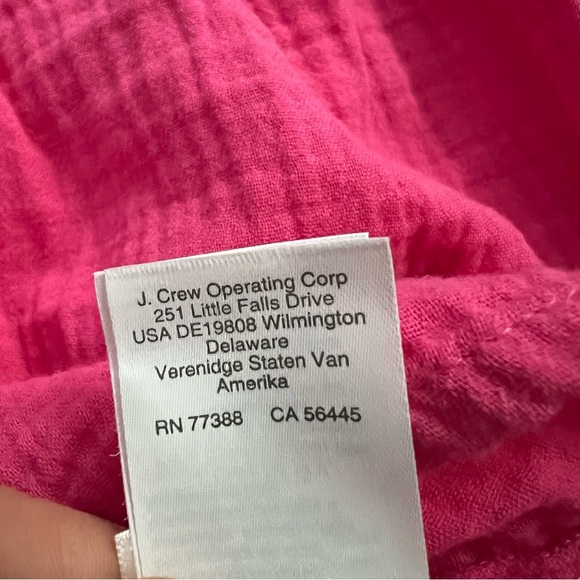 J. Crew Operating Corp
251 Little Falls Drive
USA DE19808 Wilmington
Delaware
Verenidge Staten Van
Amerika
RN 77388 CA 56445